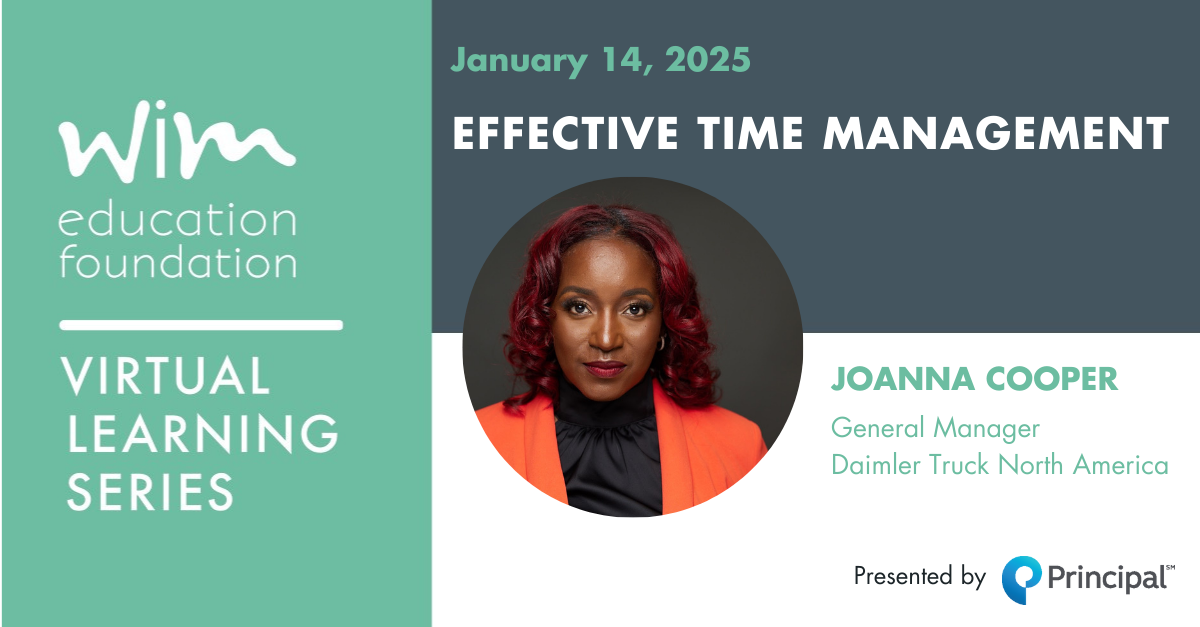 wim
education
foundation
VIRTUAL
LEARNING
SERIES
January 14, 2025
EFFECTIVE TIME MANAGEMENT
JOANNA COOPER
General Manager
Daimler Truck North America
Presented by Principal℠